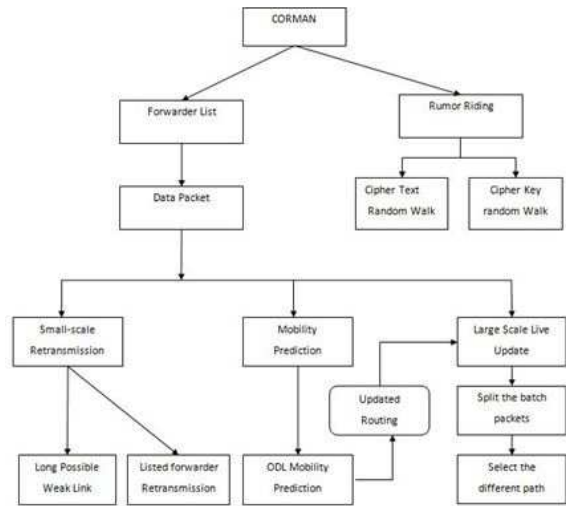 CORMAN
Forwarder List
Rumor Riding
Data Packet
Cipher Text
Random Walk
Cipher Key
random Walk
Small-scale
Retransmission
Mobility
Prediction
Large Scale Live
Update
Updated
Routing
Split the batch
packets
Long Possible
Weak Link
Listed forwarder
Retransmission
ODL Mobility
Prediction
Select the
different path